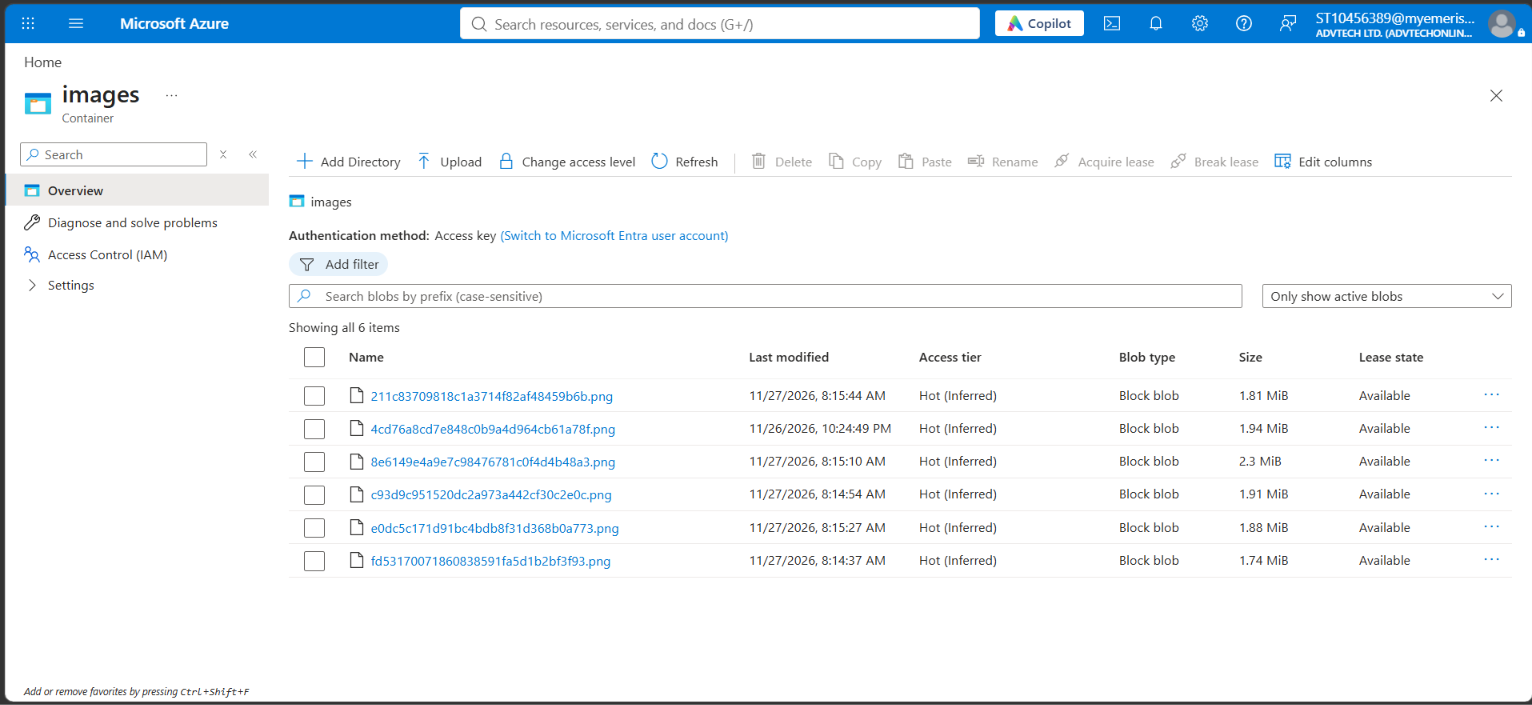 Microsoft Azure
Search resources, services, and docs (G+/)
Copilot
ST10456389@myemeris...
ADVTECH LTD. (ADVTECHONLIN...
Home
images
...
Container
Search
Overview
Diagnose and solve problems
Access Control (IAM)
Settings
Add Directory Upload Change access level Refresh Delete Copy Paste Rename Acquire lease Break lease Edit columns
images
Authentication method: Access key (Switch to Microsoft Entra user account)
Add filter
Search blobs by prefix (case-sensitive)
Only show active blobs
Showing all 6 items
Name Last modified Access tier Blob type Size Lease state
211c83709818c1a3714f82af48459b6b.png 11/27/2026, 8:15:44 AM Hot (Inferred) Block blob 1.81 MiB Available ...
4cd76a8cd7e848c0b9a4d964cb61a78f.png 11/26/2026, 10:24:49 PM Hot (Inferred) Block blob 1.94 MiB Available ...
8e6149e4a9e7c98476781c0f4d4b48a3.png 11/27/2026, 8:15:10 AM Hot (Inferred) Block blob 2.3 MiB Available ...
c93d9c951520dc2a973a442cf30c2e0c.png 11/27/2026, 8:14:54 AM Hot (Inferred) Block blob 1.91 MiB Available ...
e0dc5c171d91bc4bdb8f31d368b0a773.png 11/27/2026, 8:15:27 AM Hot (Inferred) Block blob 1.88 MiB Available ...
fd53170071860838591fa5d1b2bf3f93.png 11/27/2026, 8:14:37 AM Hot (Inferred) Block blob 1.74 MiB Available ...
Add or remove favorites by pressing Ctrl+Shift+F